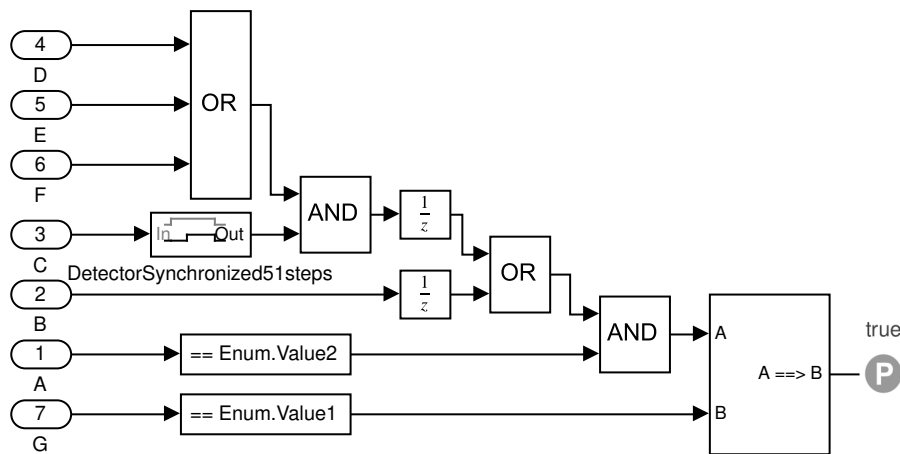 4
D
OR
5
E
6
F
AND
1
z
3
In Out
C
DetectorSynchronized51steps
OR
2
B
1
z
AND
1
A
== Enum.Value2
A
true
A ==> B
P
7
G
== Enum.Value1
B